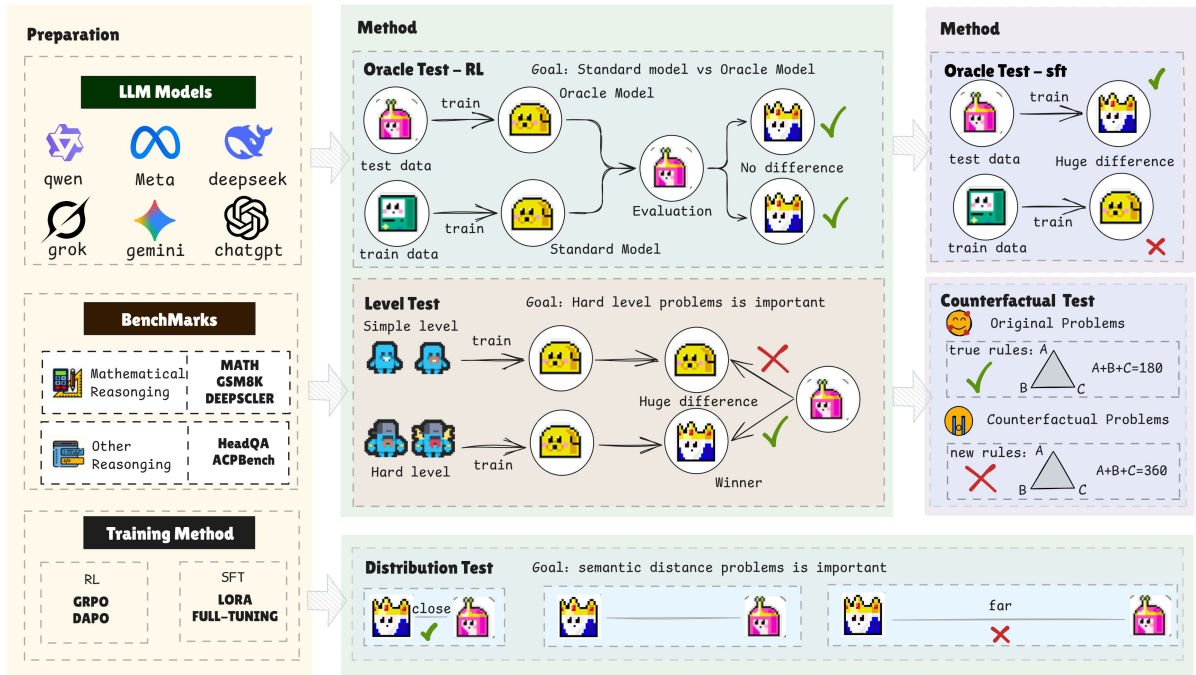 Preparation
LLM Models
qwen
Meta
deepseek
grok
gemini
chatgpt
BenchMarks
Mathematical
Reasonging
MATH
GSM8K
DEEPSCLER
Other
Reasonging
HeadQA
ACPBench
Training Method
RL
GRPO
DAPO
SFT
LORA
FULL-TUNING
Method
Oracle Test - RL
Goal: Standard model vs Oracle Model
train
Oracle Model
test data
No difference
Evaluation
train
train data
Standard Model
Level Test
Goal: Hard level problems is important
Simple level
train
Huge difference
Hard level
train
Winner
Method
Oracle Test - sft
train
test data
Huge difference
train
train data
Counterfactual Test
Original Problems
true rules:
A
B
C
A+B+C=180
Counterfactual Problems
new rules:
A
B
C
A+B+C=360
Distribution Test
Goal: semantic distance problems is important
close
far